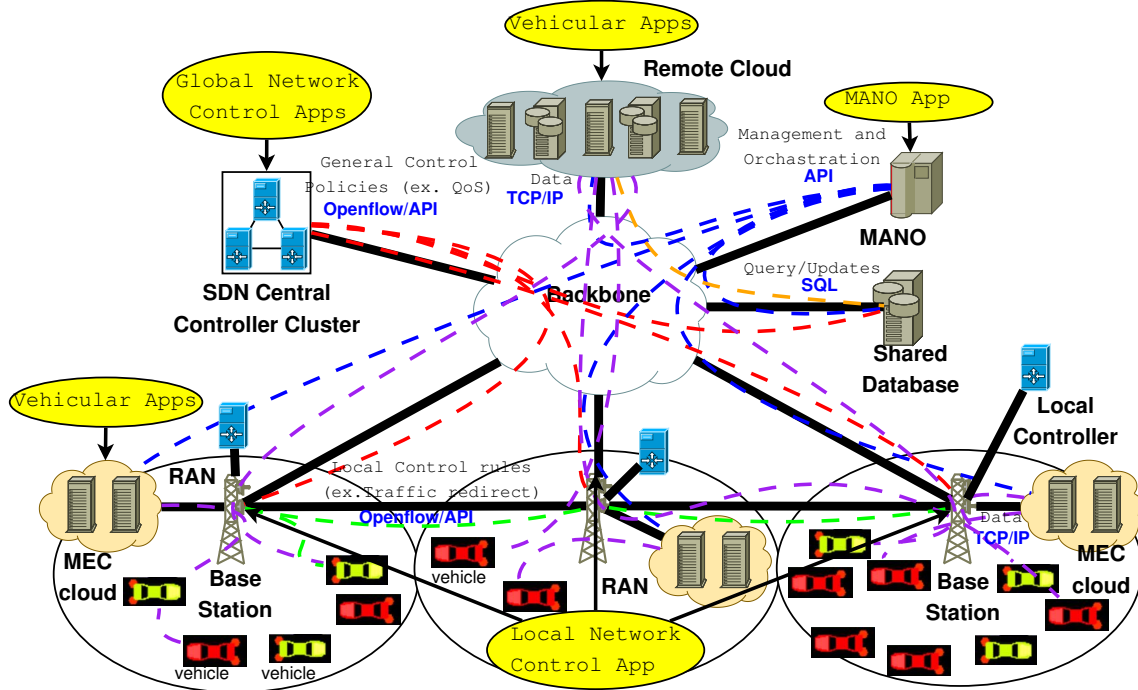 Vehicular Apps
Remote Cloud
Global Network
Control Apps
MANO App
Management and
Orchastration
API
General Control
Policies (ex. QoS)
Openflow/API
Data
TCP/IP
MANO
Query/Updates
SQL
Backbone
SDN Central
Controller Cluster
Shared
Database
Vehicular Apps
Local
Controller
RAN
Local Control rules
(ex.Traffic redirect)
Openflow/API
Data
TCP/IP
MEC
cloud
Base
Station
vehicle
RAN
Base
Station
MEC
cloud
Local Network
Control App
vehicle
vehicle